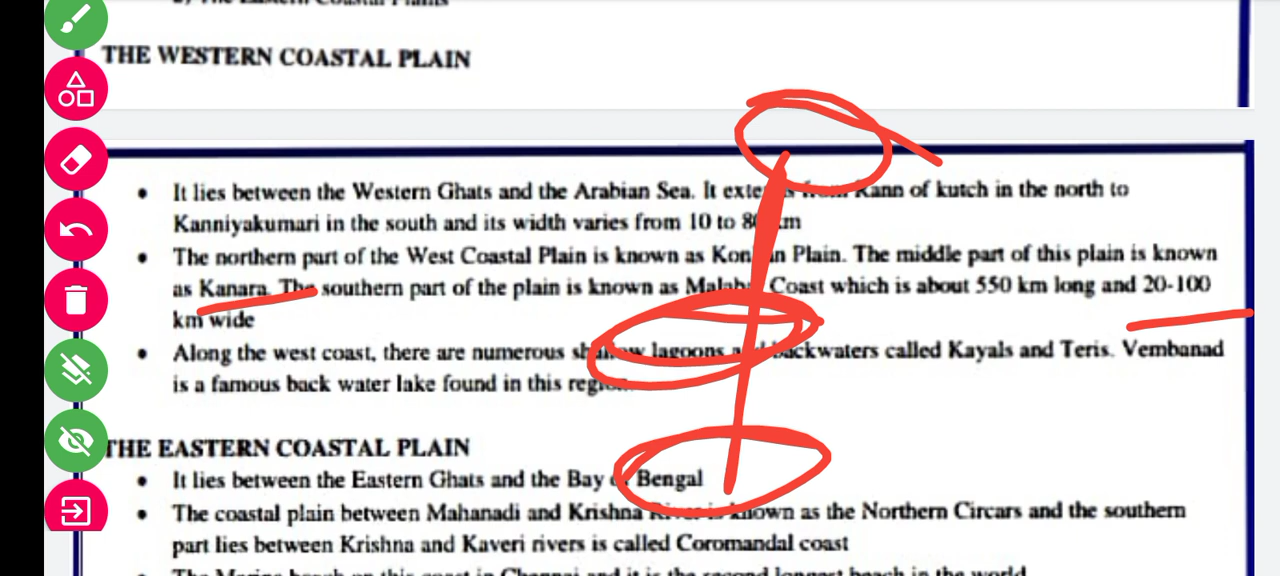 THE WESTERN COASTAL PLAIN
• It lies between the Western Ghats and the Arabian Sea. It Rann of kutch in the north to
Kanniyakumari in the south and its width varies from 10 to km
• The northern part of the West Coastal Plain is known as Plain. The middle part of this plain is known
as Kanara. The southern part of the plain is known as Coast which is about 550 km long and 20-100
km wide
• Along the west coast, there are numerous lagoons backwaters called Kayals and Teris. Vembanad
is a famous back water lake found in this
THE EASTERN COASTAL PLAIN
• It lies between the Eastern Ghats and the Bay Bengal
• The coastal plain between Mahanadi and Krishna known as the Northern Circars and the southern
part lies between Krishna and Kaveri rivers is called Coromandal coast